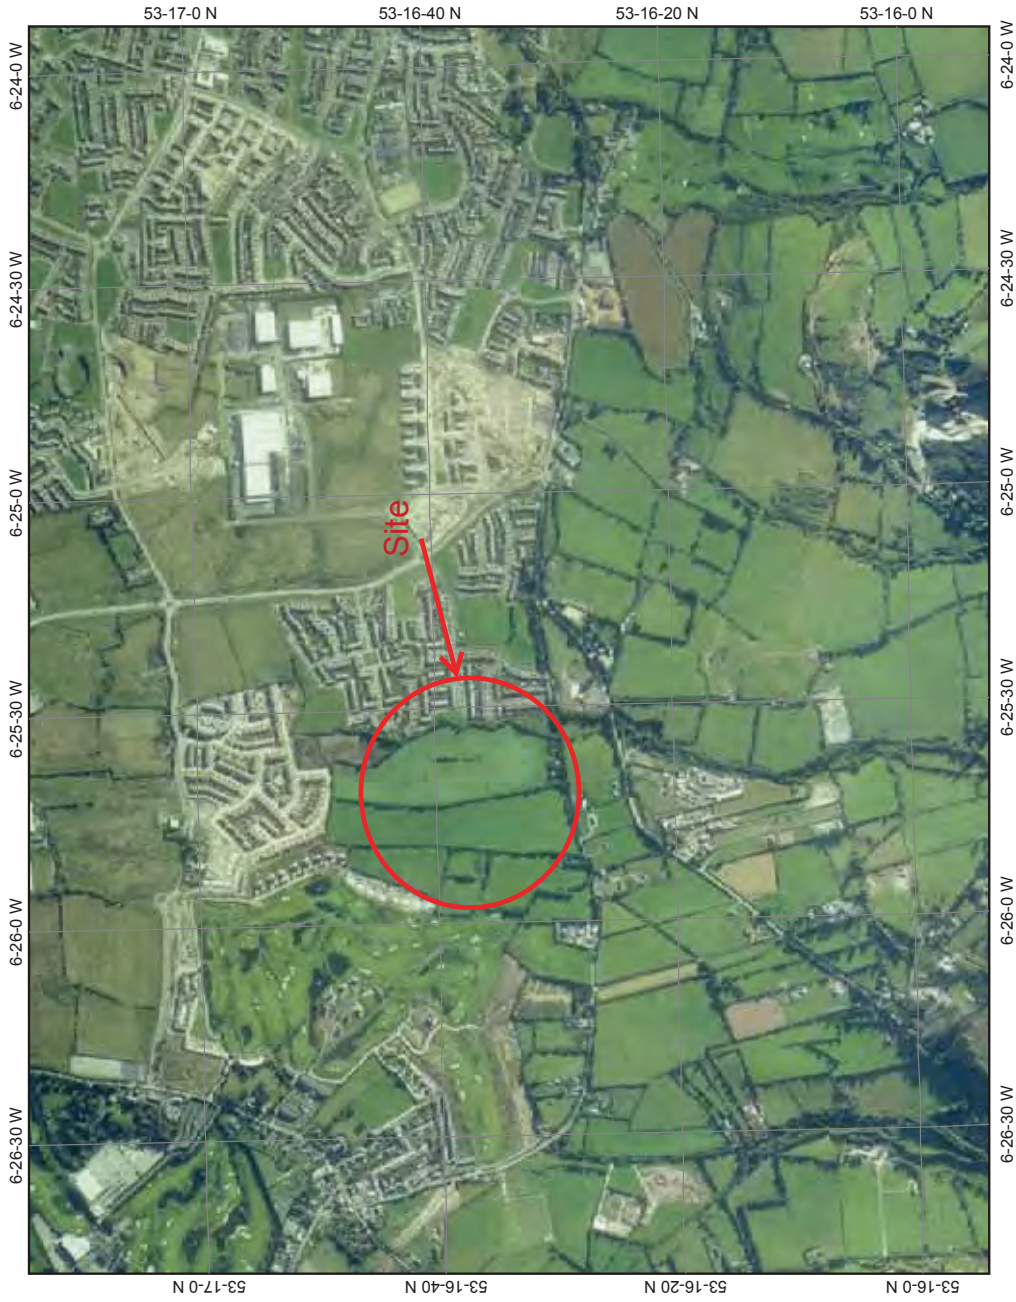 53-17-0 N
53-16-40 N
53-16-20 N
53-16-0 N
6-24-0 W
6-24-0 W
6-24-30 W
6-24-30 W
6-25-0 W
6-25-0 W
Site
6-25-30 W
6-25-30 W
6-26-0 W
6-26-0 W
6-26-30 W
6-26-30 W
53-17-0 N
53-16-40 N
53-16-20 N
53-16-0 N